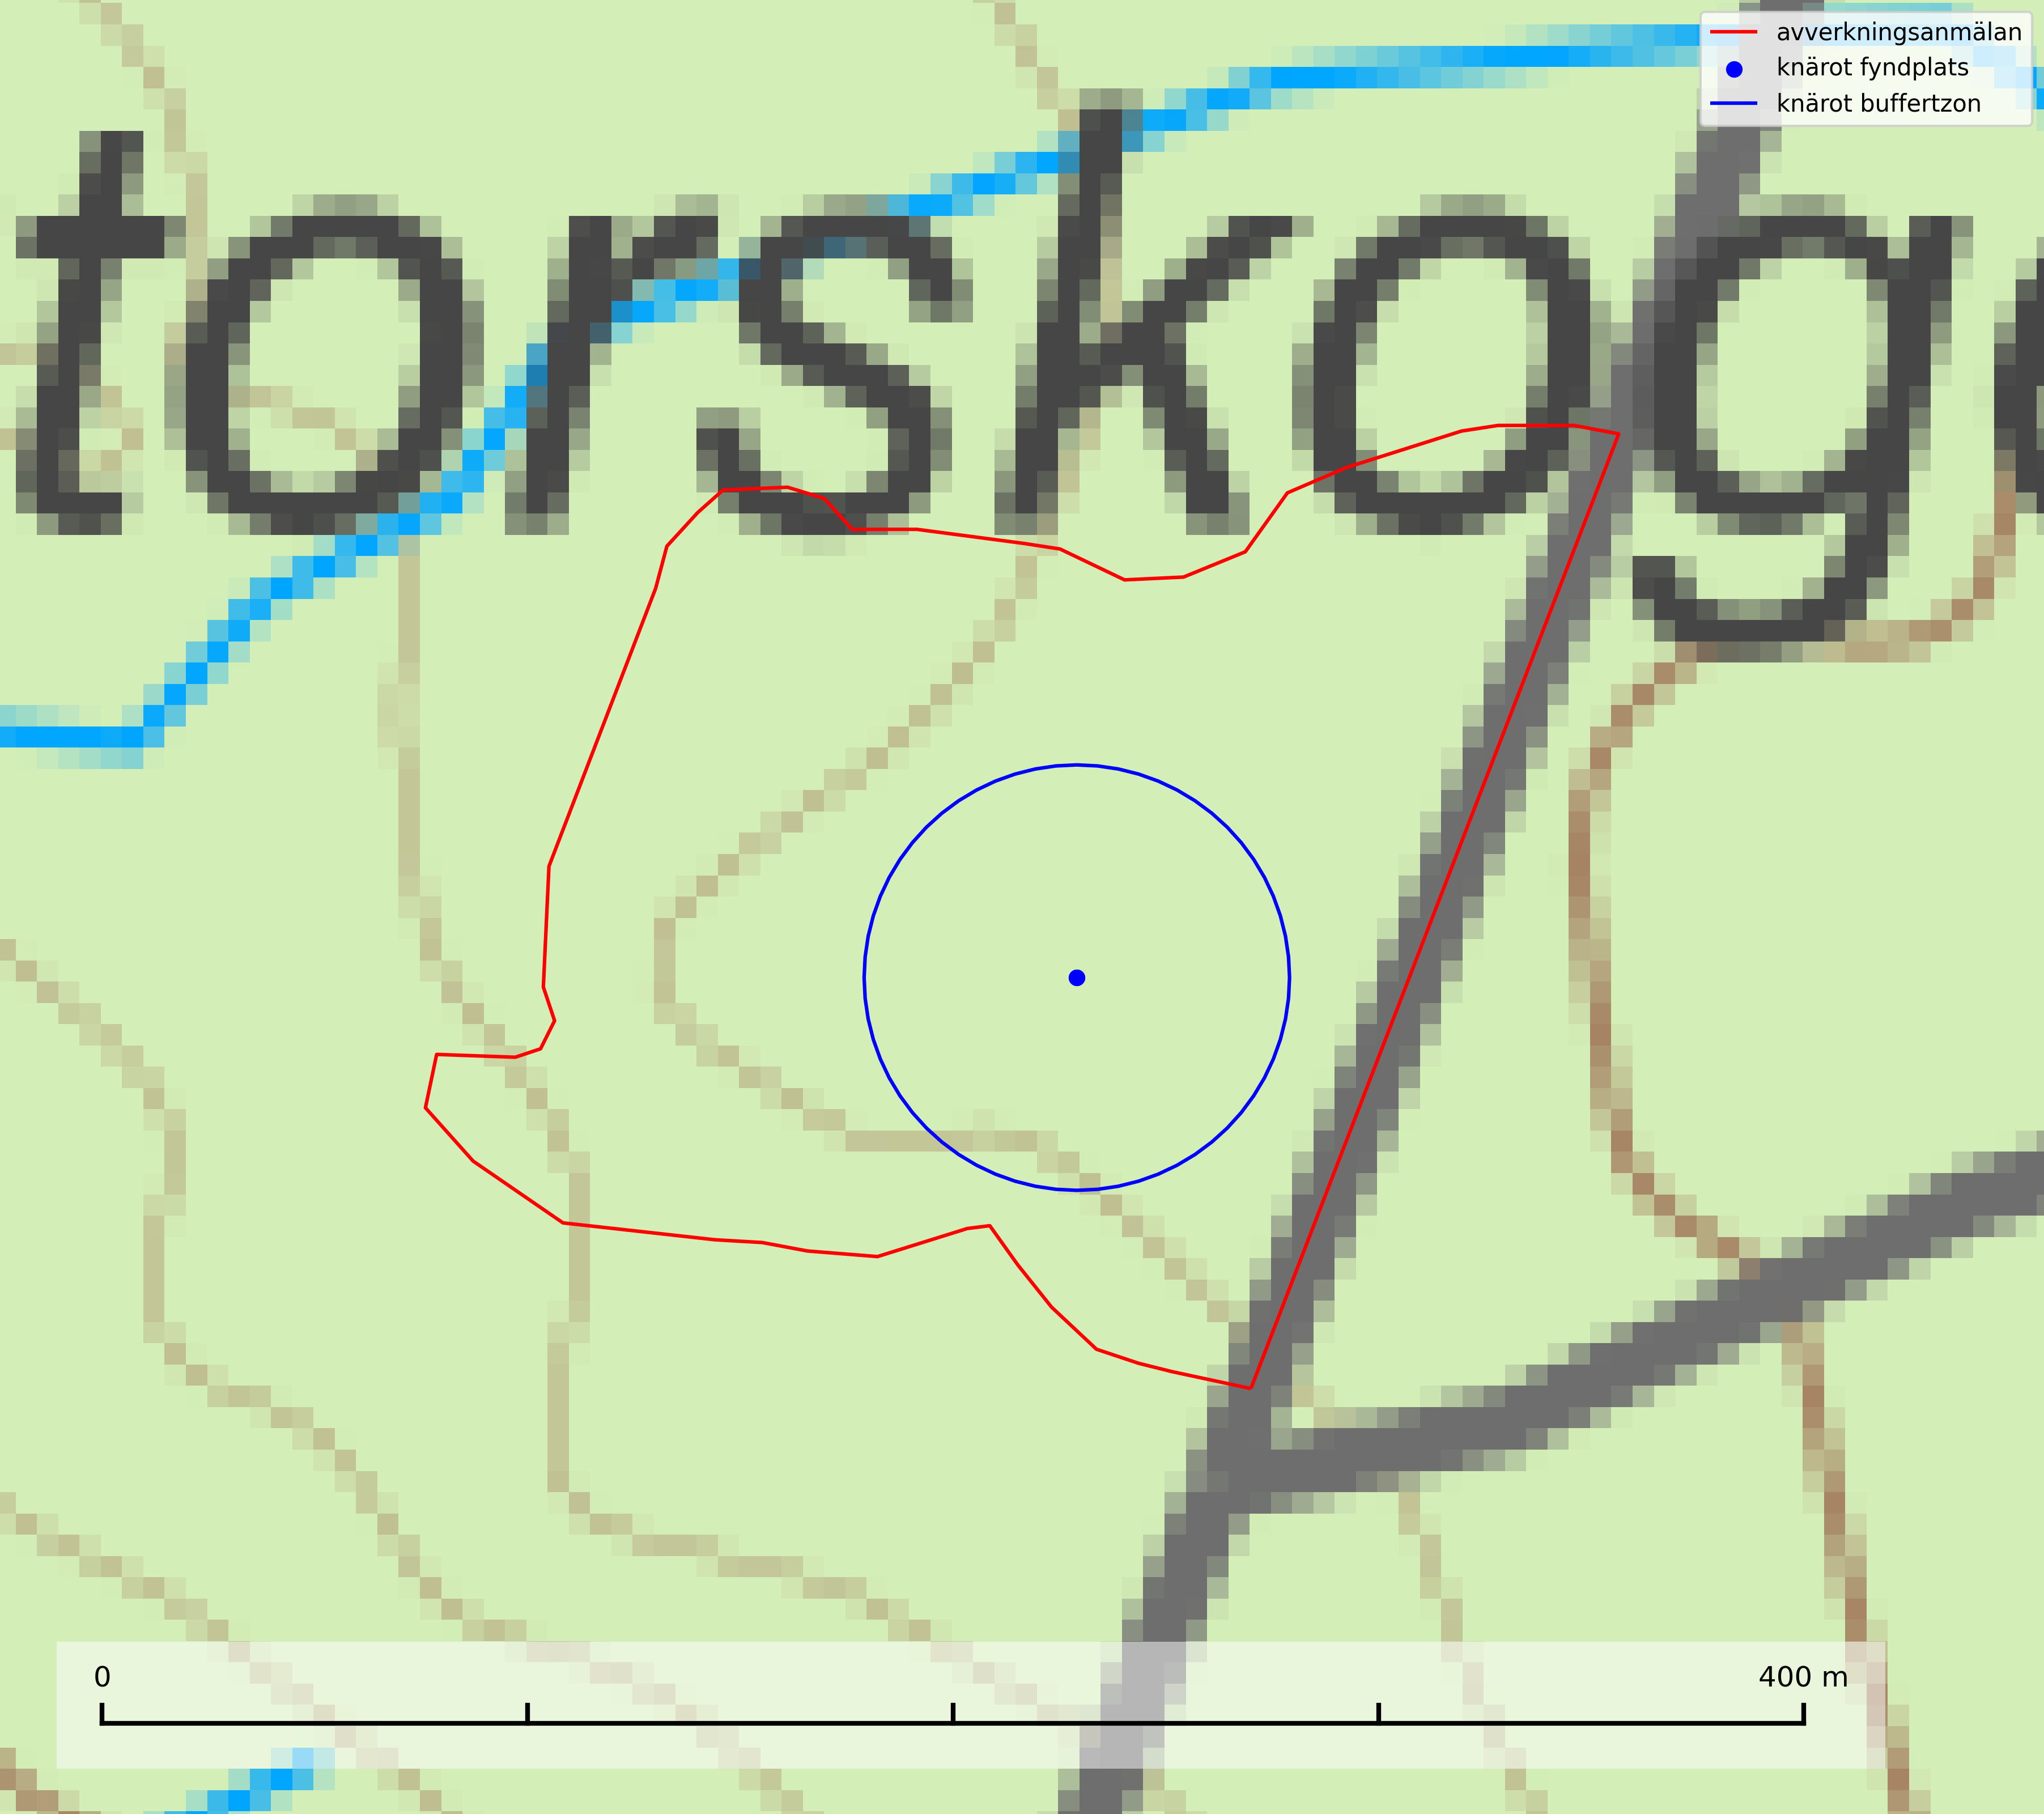 avverkningsanmälan
knärot fyndplats
knärot buffertzon
torskog
0 400 m